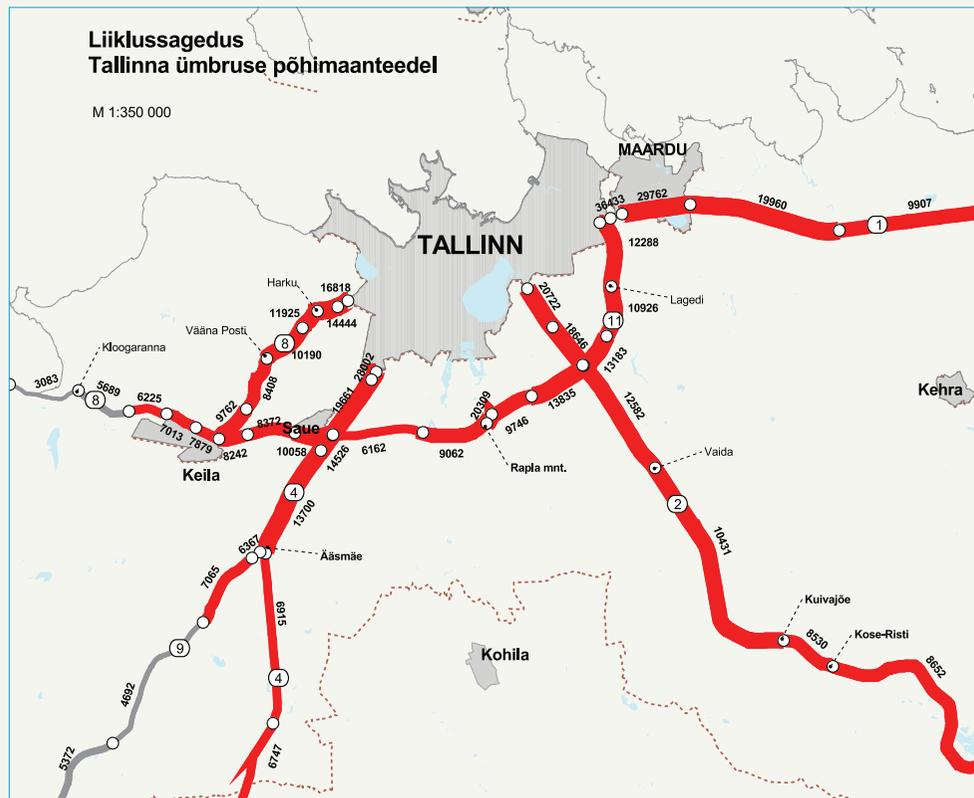 Liiklussagedus
Tallinna ümbruse põhimaanteedel
M 1:350 000
MAARDU
36433
29762
19960
9907
1
TALLINN
12288
Harku
16818
11925
14444
20722
Lagedi
10926
11
Vääna Posti
8
10190
18646
13183
Kloogaranna
3083
5689
8
6225
8408
28002
19661
Kehra
9762
8372
Saue
20309
13835
12582
7013
7879
8242
10058
14526
6162
9062
9746
Keila
Rapla mnt.
Vaida
4
13700
2
10431
6367
Ääsmäe
7065
6915
Kuivajõe
8530
Kose-Risti
8652
9
Kohila
4
4692
5372
6747